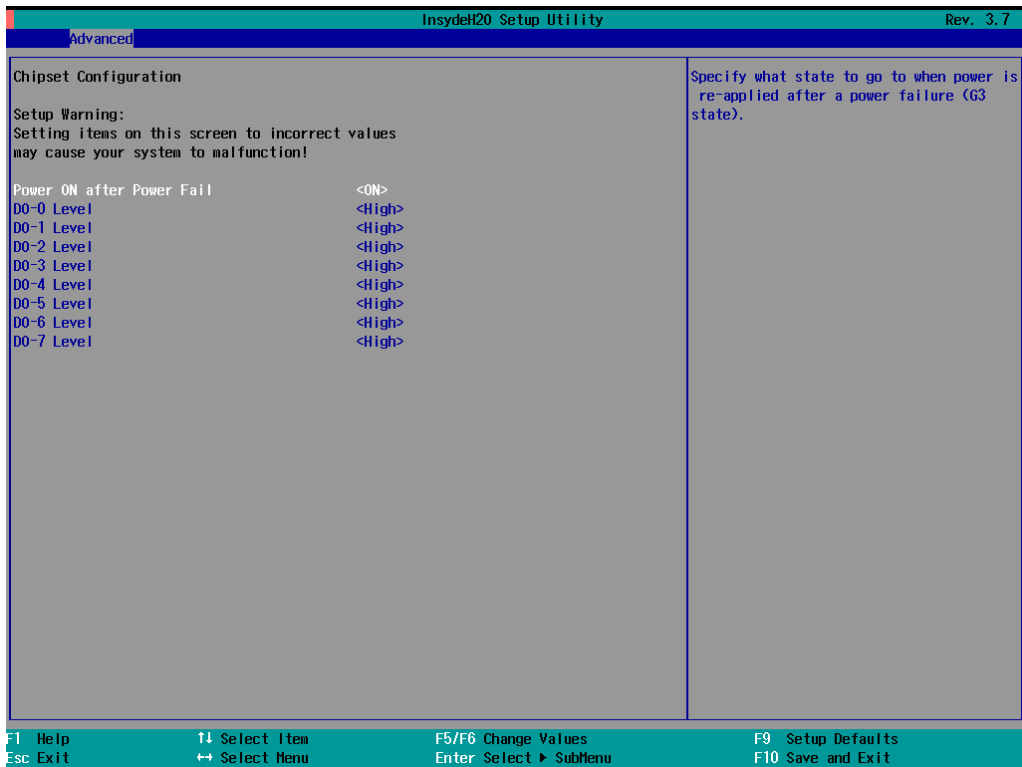 InsydeH20 Setup Utility Rev. 3.7
Advanced
Chipset Configuration
Setup Warning:
Setting items on this screen to incorrect values
may cause your system to malfunction!
Power ON after Power Fail <ON>
DO-0 Level <High>
DO-1 Level <High>
DO-2 Level <High>
DO-3 Level <High>
DO-4 Level <High>
DO-5 Level <High>
DO-6 Level <High>
DO-7 Level <High>
Specify what state to go to when power is
re-applied after a power failure (G3
state).
F1 Help ↑↓ Select Item F5/F6 Change Values F9 Setup Defaults
Esc Exit ↔ Select Menu Enter Select ▶ SubMenu F10 Save and Exit